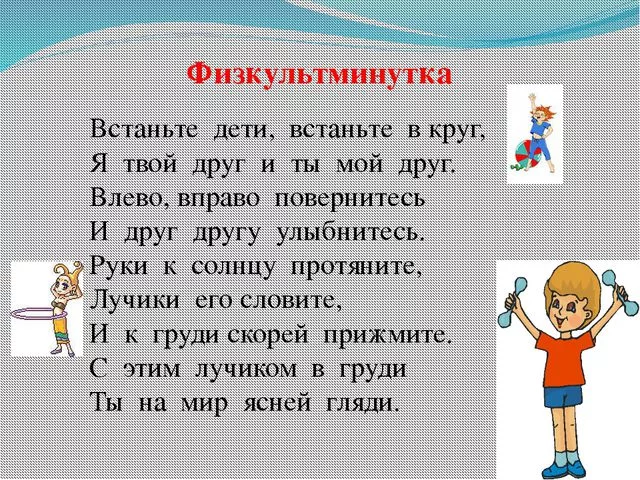 Физкультминутка
Встаньте дети, встаньте в круг,
Я твой друг и ты мой друг.
Влево, вправо повернитесь
И друг другу улыбнитесь.
Руки к солнцу протяните,
Лучики его словите,
И к груди скорей прижмите.
С этим лучиком в груди
Ты на мир ясней гляди.